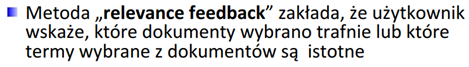 Metoda „relevance feedback” zakłada, że użytkownik
wskaże, które dokumenty wybrano trafnie lub które
termy wybrane z dokumentów są istotne